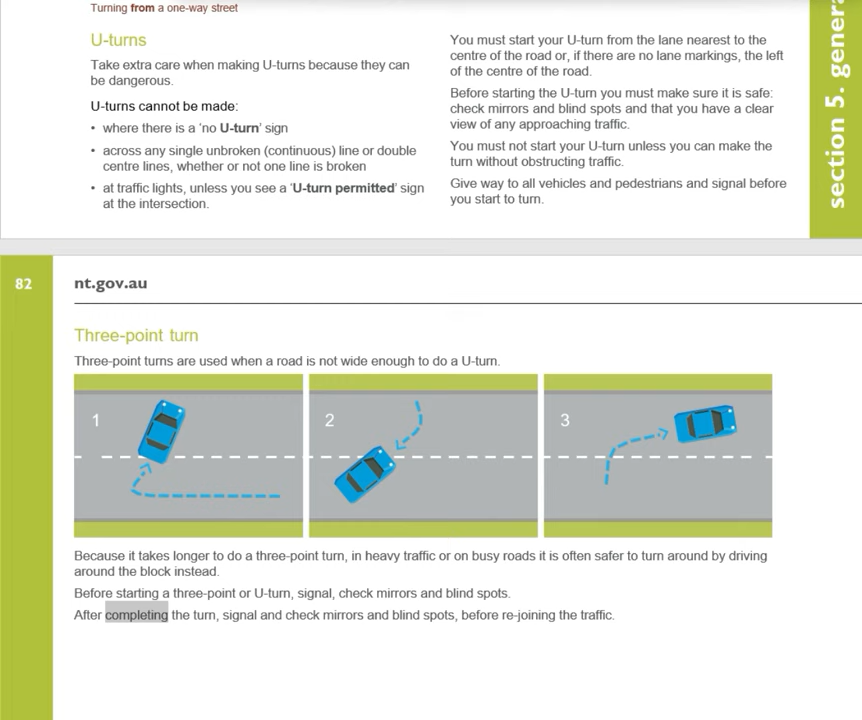 Turning from a one-way street
U-turns
Take extra care when making U-turns because they can
be dangerous.
U-turns cannot be made:
• where there is a ‘no U-turn’ sign
• across any single unbroken (continuous) line or double
centre lines, whether or not one line is broken
• at traffic lights, unless you see a ‘U-turn permitted’ sign
at the intersection.
You must start your U-turn from the lane nearest to the
centre of the road or, if there are no lane markings, the left
of the centre of the road.
Before starting the U-turn you must make sure it is safe:
check mirrors and blind spots and that you have a clear
view of any approaching traffic.
You must not start your U-turn unless you can make the
turn without obstructing traffic.
Give way to all vehicles and pedestrians and signal before
you start to turn.
section 5. genera
82
nt.gov.au
Three-point turn
Three-point turns are used when a road is not wide enough to do a U-turn.
1
2
3
Because it takes longer to do a three-point turn, in heavy traffic or on busy roads it is often safer to turn around by driving
around the block instead.
Before starting a three-point or U-turn, signal, check mirrors and blind spots.
After completing the turn, signal and check mirrors and blind spots, before re-joining the traffic.